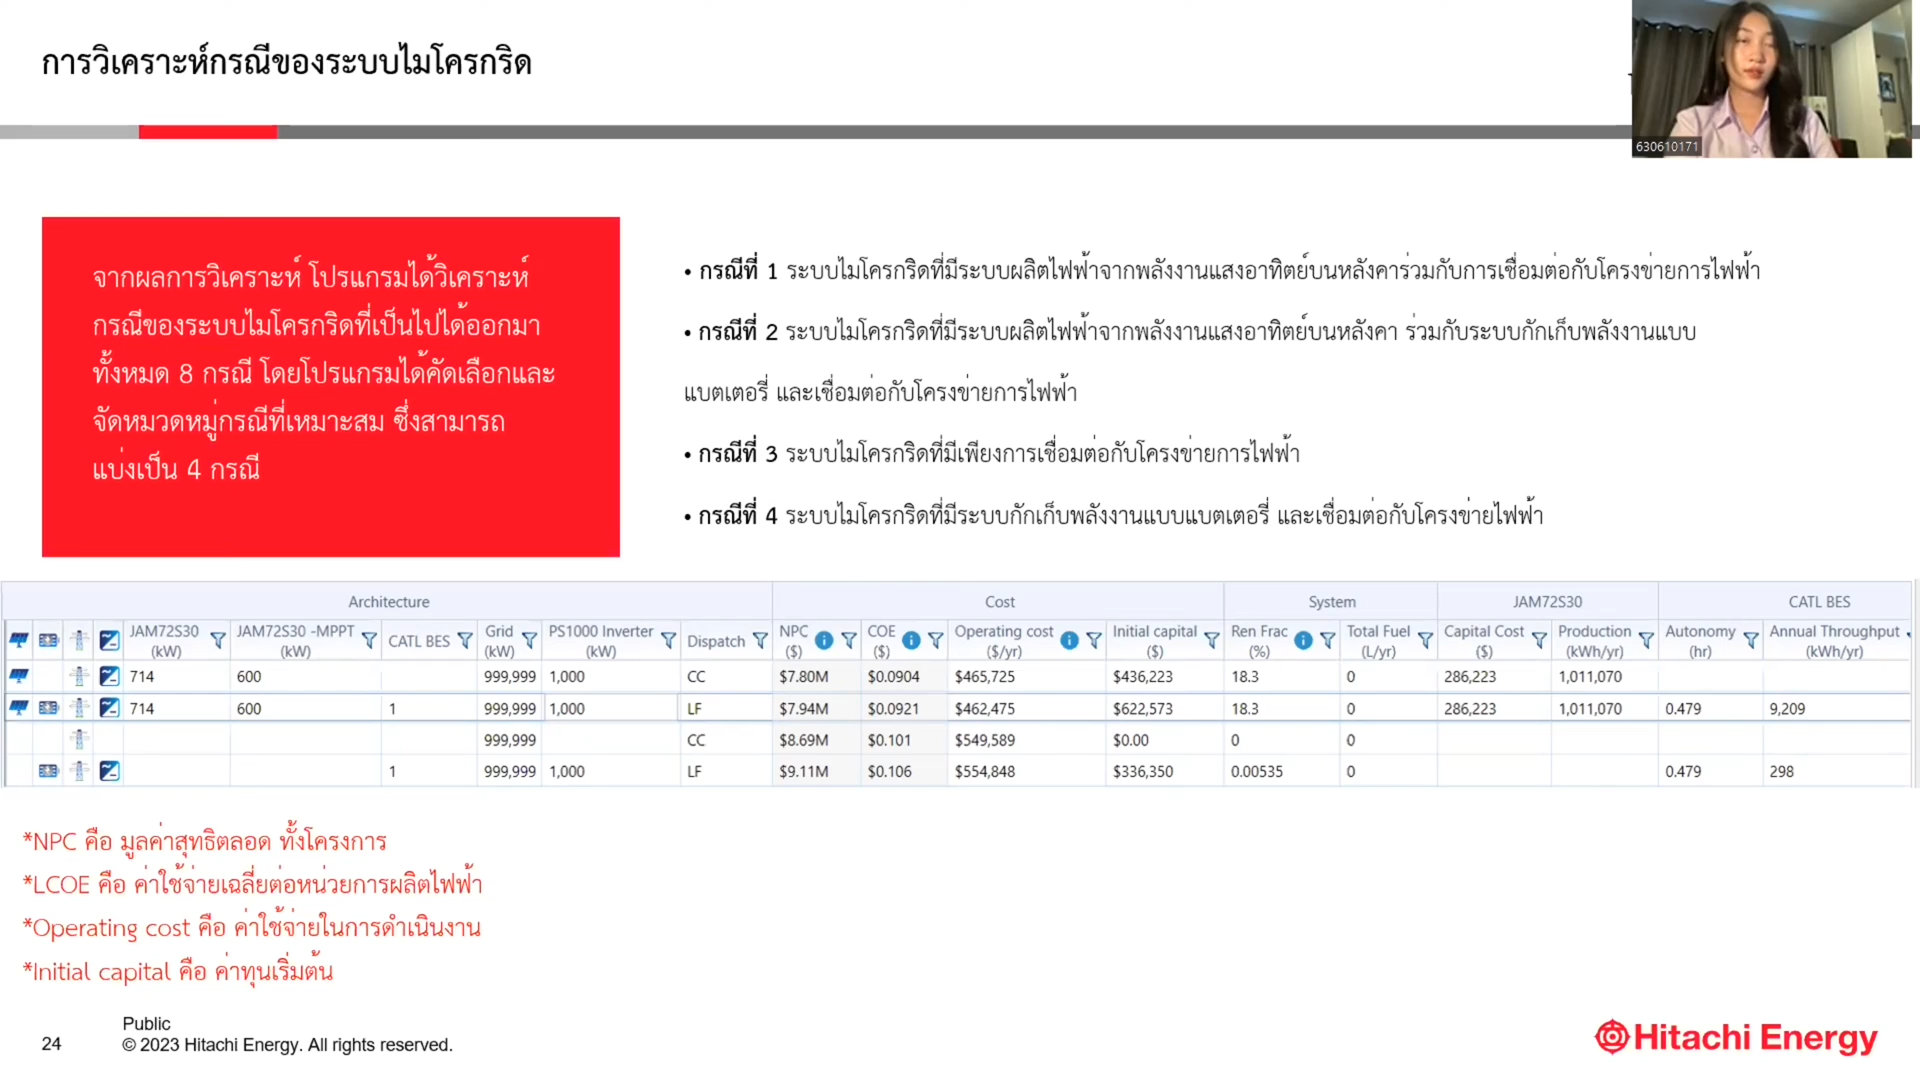 การวิเคราะห์กรณีของระบบไมโครกริด
630610171
จากผลการวิเคราะห์ โปรแกรมได้วิเคราะห์
กรณีของระบบไมโครกริดที่เป็นไปได้ออกมา
ทั้งหมด 8 กรณี โดยโปรแกรมได้คัดเลือกและ
จัดหมวดหมู่กรณีที่เหมาะสม ซึ่งสามารถ
แบ่งเป็น 4 กรณี
• กรณีที่ 1 ระบบไมโครกริดที่มีระบบผลิตไฟฟ้าจากพลังงานแสงอาทิตย์บนหลังคาร่วมกับการเชื่อมต่อกับโครงข่ายการไฟฟ้า
• กรณีที่ 2 ระบบไมโครกริดที่มีระบบผลิตไฟฟ้าจากพลังงานแสงอาทิตย์บนหลังคา ร่วมกับระบบกักเก็บพลังงานแบบ
แบตเตอรี่ และเชื่อมต่อกับโครงข่ายการไฟฟ้า
• กรณีที่ 3 ระบบไมโครกริดที่มีเพียงการเชื่อมต่อกับโครงข่ายการไฟฟ้า
• กรณีที่ 4 ระบบไมโครกริดที่มีระบบกักเก็บพลังงานแบบแบตเตอรี่ และเชื่อมต่อกับโครงข่ายไฟฟ้า
Architecture Cost System JAM72S30 CATL BES
JAM72S30 (kW) JAM72S30 -MPPT (kW) CATL BES Grid (kW) PS1000 Inverter (kW) Dispatch NPC ($) COE ($) Operating cost ($/yr) Initial capital ($) Ren Frac (%) Total Fuel (L/yr) Capital Cost ($) Production (kWh/yr) Autonomy (hr) Annual Throughput (kWh/yr)
714 600 999,999 1,000 CC $7.80M $0.0904 $465,725 $436,223 18.3 0 286,223 1,011,070
714 600 1 999,999 1,000 LF $7.94M $0.0921 $462,475 $622,573 18.3 0 286,223 1,011,070 0.479 9,209
999,999 CC $8.69M $0.101 $549,589 $0.00 0 0
1 999,999 1,000 LF $9.11M $0.106 $554,848 $336,350 0.00535 0 0.479 298
*NPC คือ มูลค่าสุทธิตลอด ทั้งโครงการ
*LCOE คือ ค่าใช้จ่ายเฉลี่ยต่อหน่วยการผลิตไฟฟ้า
*Operating cost คือ ค่าใช้จ่ายในการดำเนินงาน
*Initial capital คือ ค่าทุนเริ่มต้น
24
Public
© 2023 Hitachi Energy. All rights reserved.
Hitachi Energy